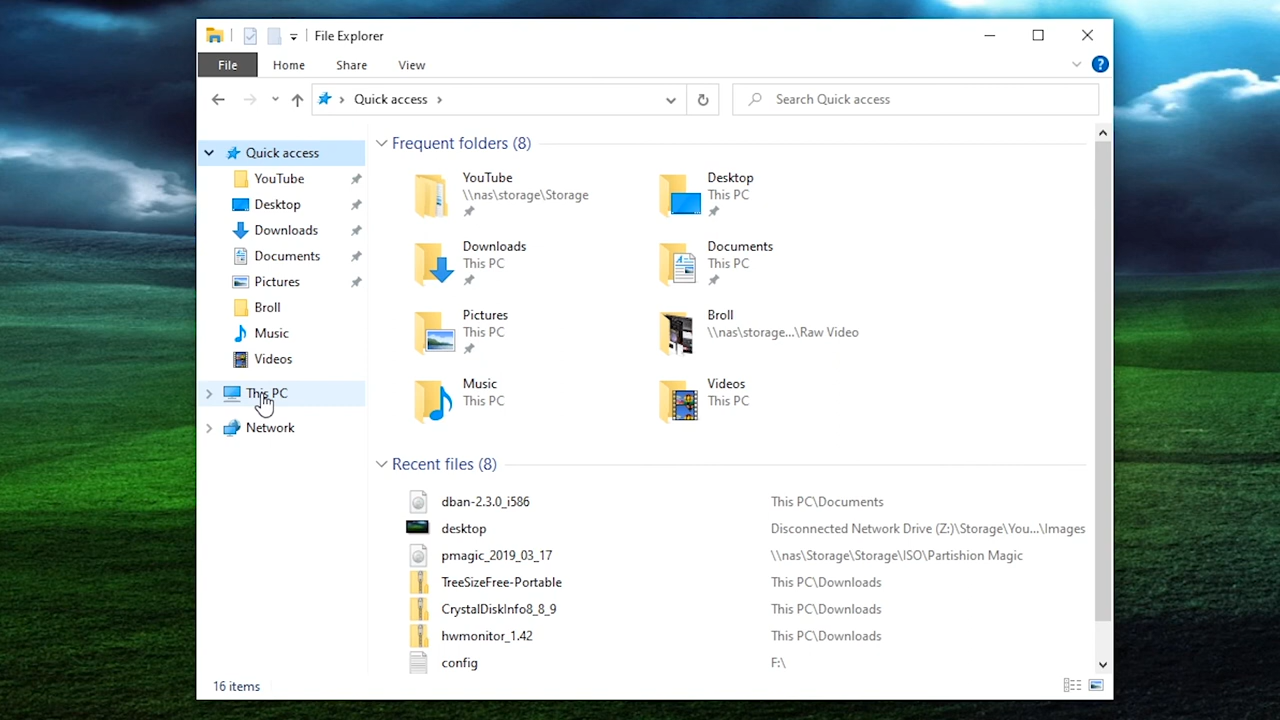 File Explorer
File Home Share View
Quick access Search Quick access
Quick access
YouTube
Desktop
Downloads
Documents
Pictures
Broll
Music
Videos
This PC
Network
Frequent folders (8)
YouTube
\\nas\storage\Storage
Desktop
This PC
Downloads
This PC
Documents
This PC
Pictures
This PC
Broll
\\nas\storage...\Raw Video
Music
This PC
Videos
This PC
Recent files (8)
dban-2.3.0_i586 This PC\Documents
desktop Disconnected Network Drive (Z:)\Storage\You...\Images
pmagic_2019_03_17 \\nas\Storage\Storage\ISO\Partishion Magic
TreeSizeFree-Portable This PC\Downloads
CrystalDiskInfo8_8_9 This PC\Downloads
hwmonitor_1.42 This PC\Downloads
config F:\
16 items